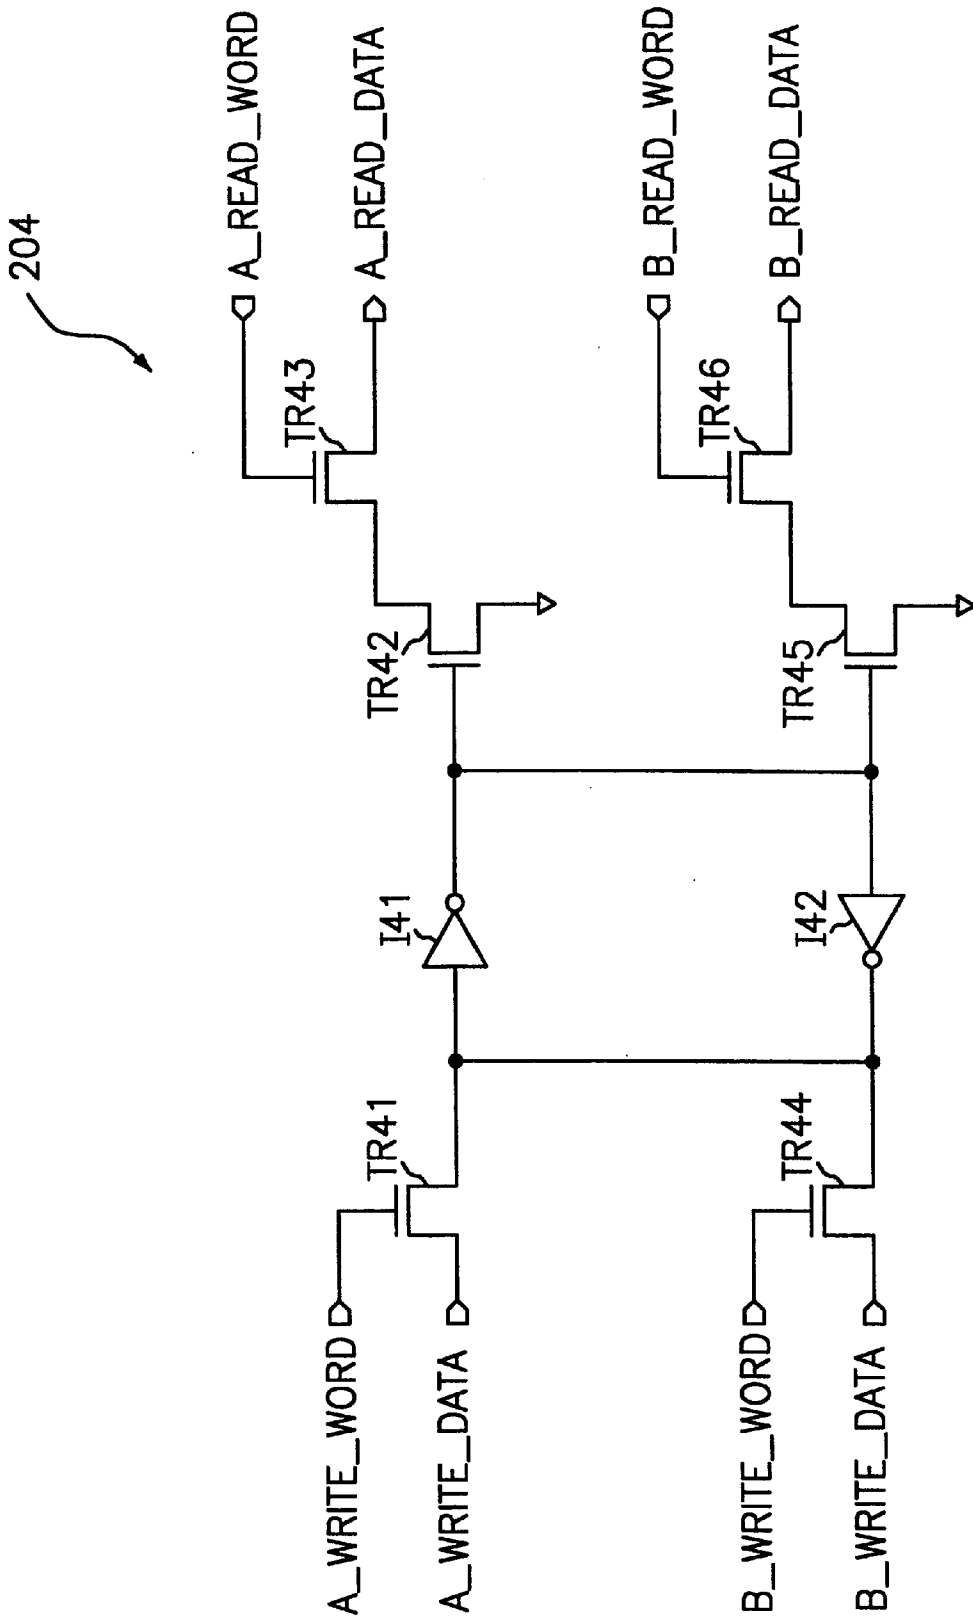 204
A_READ_WORD
A_READ_DATA
TR43
TR42
I41
TR41
A_WRITE_WORD
A_WRITE_DATA
B_READ_WORD
B_READ_DATA
TR46
TR45
I42
TR44
B_WRITE_WORD
B_WRITE_DATA